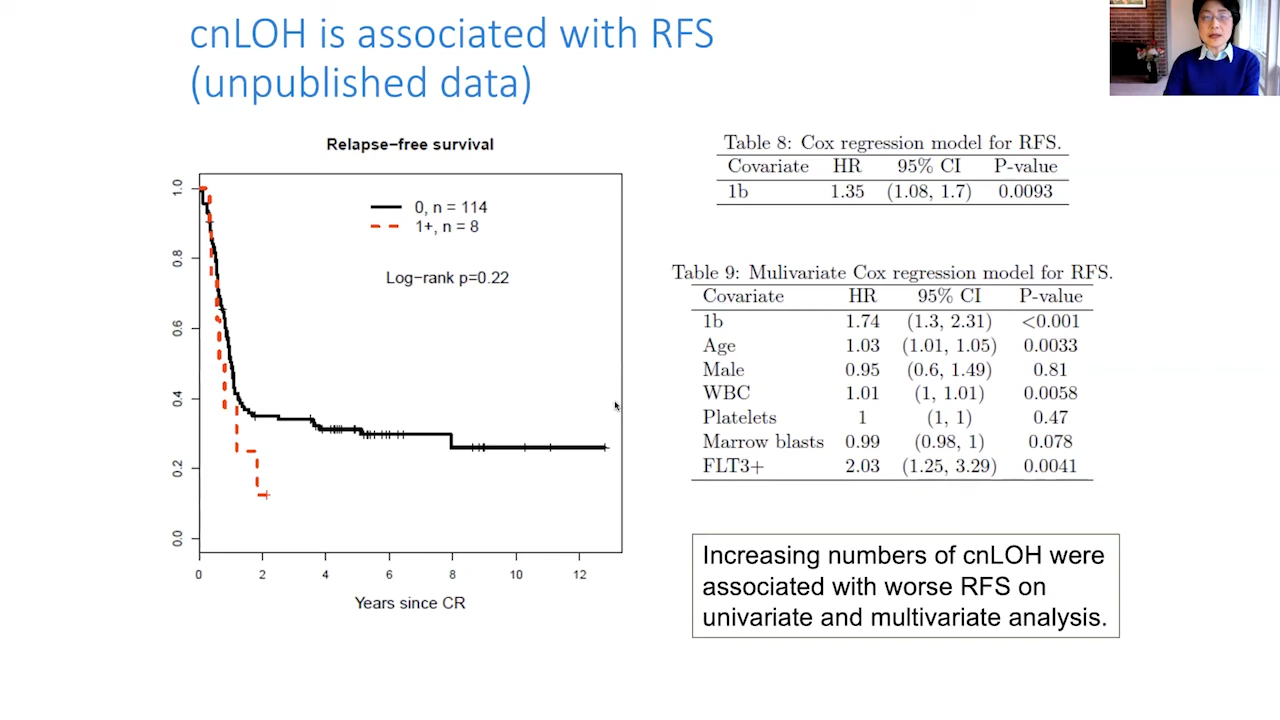 cnLOH is associated with RFS
(unpublished data)
Relapse−free survival
0, n = 114
1+, n = 8
Log−rank p=0.22
1.0
0.8
0.6
0.4
0.2
0.0
0 2 4 6 8 10 12
Years since CR
Table 8: Cox regression model for RFS.
Covariate HR 95% CI P-value
1b 1.35 (1.08, 1.7) 0.0093
Table 9: Mulivariate Cox regression model for RFS.
Covariate HR 95% CI P-value
1b 1.74 (1.3, 2.31) <0.001
Age 1.03 (1.01, 1.05) 0.0033
Male 0.95 (0.6, 1.49) 0.81
WBC 1.01 (1, 1.01) 0.0058
Platelets 1 (1, 1) 0.47
Marrow blasts 0.99 (0.98, 1) 0.078
FLT3+ 2.03 (1.25, 3.29) 0.0041
Increasing numbers of cnLOH were
associated with worse RFS on
univariate and multivariate analysis.